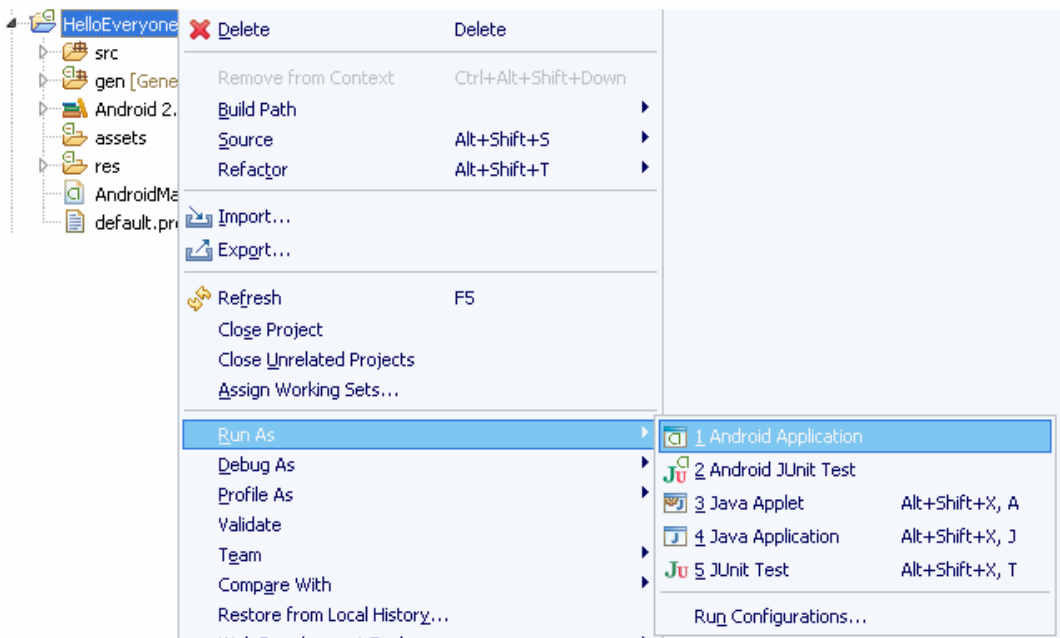 HelloEveryone
src
gen [Gene
Android 2.
assets
res
AndroidMa
default.pro
Delete Delete
Remove from Context Ctrl+Alt+Shift+Down
Build Path
Source Alt+Shift+S
Refactor Alt+Shift+T
Import...
Export...
Refresh F5
Close Project
Close Unrelated Projects
Assign Working Sets...
Run As
Debug As
Profile As
Validate
Team
Compare With
Restore from Local History...
1 Android Application
2 Android JUnit Test
3 Java Applet Alt+Shift+X, A
4 Java Application Alt+Shift+X, J
5 JUnit Test Alt+Shift+X, T
Run Configurations...